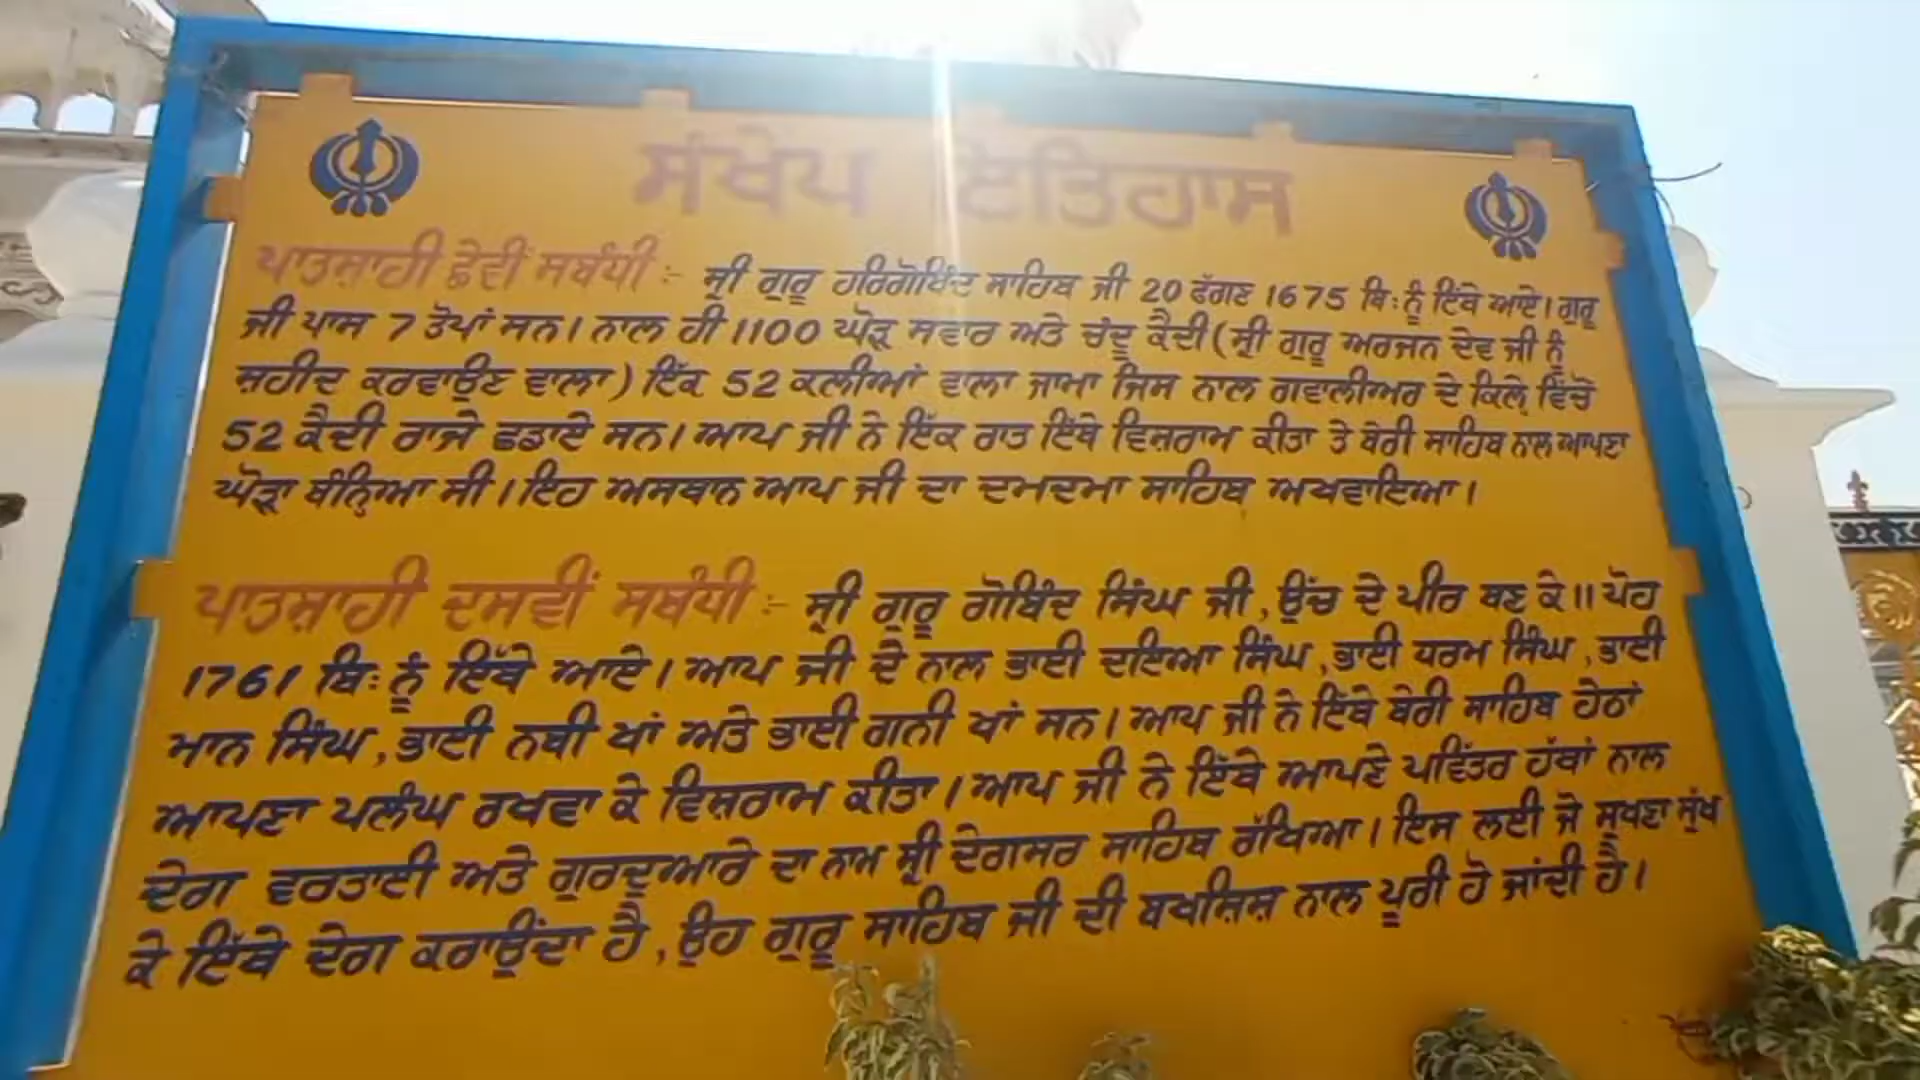 ਸੰਖੇਪ ਇਤਿਹਾਸ
ਪਾਤਸ਼ਾਹੀ ਛੇਵੀਂ ਸਬੰਧੀ :- ਸ੍ਰੀ ਗੁਰੂ ਹਰਿਗੋਬਿੰਦ ਸਾਹਿਬ ਜੀ 20 ਫੱਗਣ 1675 ਬਿ: ਨੂੰ ਇੱਥੇ ਆਏ। ਗੁਰੂ
ਜੀ ਪਾਸ 7 ਤੋਪਾਂ ਸਨ। ਨਾਲ ਹੀ 1100 ਘੋੜ ਸਵਾਰ ਅਤੇ ਚੰਦੂ ਕੈਦੀ (ਸ੍ਰੀ ਗੁਰੂ ਅਰਜਨ ਦੇਵ ਜੀ ਨੂੰ
ਸ਼ਹੀਦ ਕਰਵਾਉਣ ਵਾਲਾ) ਇੱਕ 52 ਕਲੀਆਂ ਵਾਲਾ ਜਾਮਾ ਜਿਸ ਨਾਲ ਗਵਾਲੀਅਰ ਦੇ ਕਿਲੇ ਵਿੱਚੋਂ
52 ਕੈਦੀ ਰਾਜੇ ਛਡਾਏ ਸਨ। ਆਪ ਜੀ ਨੇ ਇੱਕ ਰਾਤ ਇੱਥੇ ਵਿਸ਼ਰਾਮ ਕੀਤਾ ਤੇ ਬੇਰੀ ਸਾਹਿਬ ਨਾਲ ਆਪਣਾ
ਘੋੜਾ ਬੰਨ੍ਹਿਆ ਸੀ। ਇਹ ਅਸਥਾਨ ਆਪ ਜੀ ਦਾ ਦਮਦਮਾ ਸਾਹਿਬ ਅਖਵਾਇਆ।
ਪਾਤਸ਼ਾਹੀ ਦਸਵੀਂ ਸਬੰਧੀ :- ਸ੍ਰੀ ਗੁਰੂ ਗੋਬਿੰਦ ਸਿੰਘ ਜੀ, ਉੱਚ ਦੇ ਪੀਰ ਬਣ ਕੇ॥ ਪੋਹ
1761 ਬਿ: ਨੂੰ ਇੱਥੇ ਆਏ। ਆਪ ਜੀ ਦੇ ਨਾਲ ਭਾਈ ਦਇਆ ਸਿੰਘ, ਭਾਈ ਧਰਮ ਸਿੰਘ, ਭਾਈ
ਮਾਨ ਸਿੰਘ, ਭਾਈ ਨਬੀ ਖਾਂ ਅਤੇ ਭਾਈ ਗਨੀ ਖਾਂ ਸਨ। ਆਪ ਜੀ ਨੇ ਇੱਥੇ ਬੇਰੀ ਸਾਹਿਬ ਹੇਠਾਂ
ਆਪਣਾ ਪਲੰਘ ਰਖਵਾ ਕੇ ਵਿਸ਼ਰਾਮ ਕੀਤਾ। ਆਪ ਜੀ ਨੇ ਇੱਥੇ ਆਪਣੇ ਪਵਿੱਤਰ ਹੱਥਾਂ ਨਾਲ
ਦੇਗ ਵਰਤਾਈ ਅਤੇ ਗੁਰਦੁਆਰੇ ਦਾ ਨਾਮ ਸ੍ਰੀ ਦੇਗਸਰ ਸਾਹਿਬ ਰੱਖਿਆ। ਇਸ ਲਈ ਜੋ ਸੁਖਣਾ ਸੁੱਖ
ਕੇ ਇੱਥੇ ਦੇਗ ਕਰਾਉਂਦਾ ਹੈ, ਉਹ ਗੁਰੂ ਸਾਹਿਬ ਜੀ ਦੀ ਬਖਸ਼ਿਸ਼ ਨਾਲ ਪੂਰੀ ਹੋ ਜਾਂਦੀ ਹੈ।